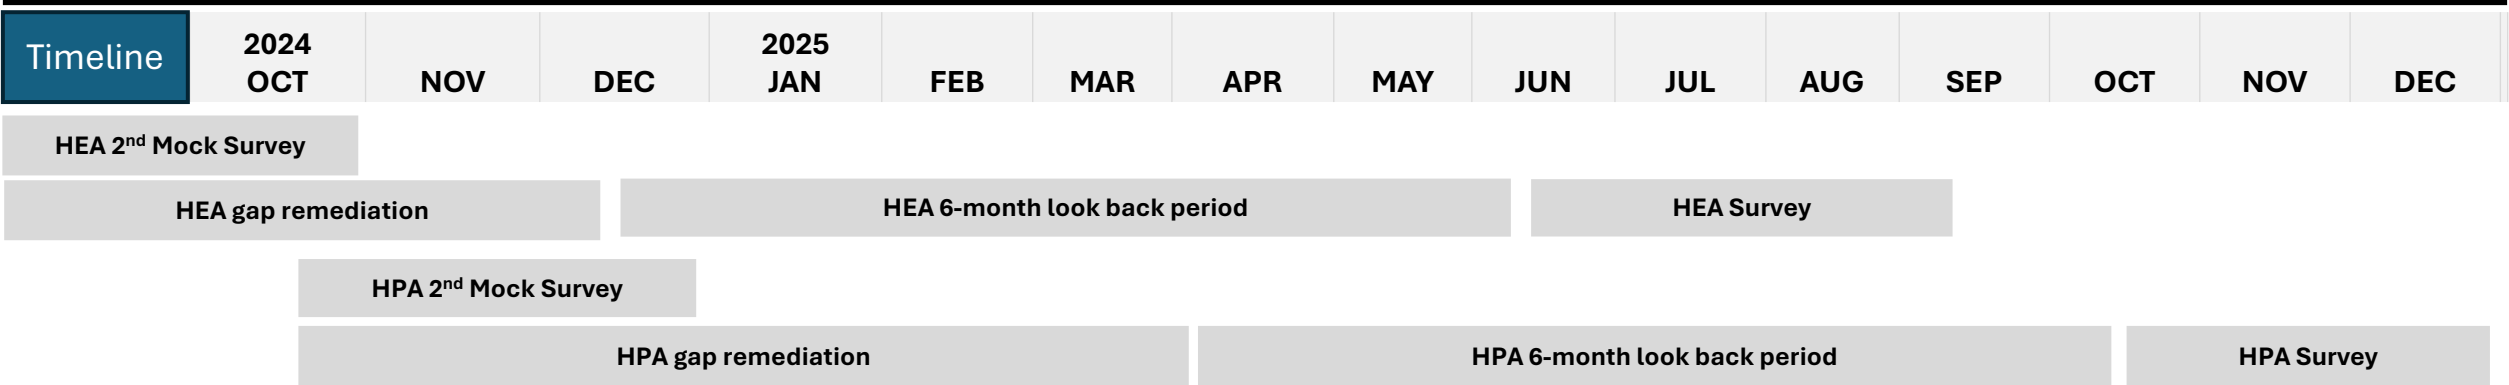 Timeline
2024
OCT
NOV
DEC
2025
JAN
FEB
MAR
APR
MAY
JUN
JUL
AUG
SEP
OCT
NOV
DEC
HEA 2nd Mock Survey
HEA gap remediation
HEA 6-month look back period
HEA Survey
HPA 2nd Mock Survey
HPA gap remediation
HPA 6-month look back period
HPA Survey